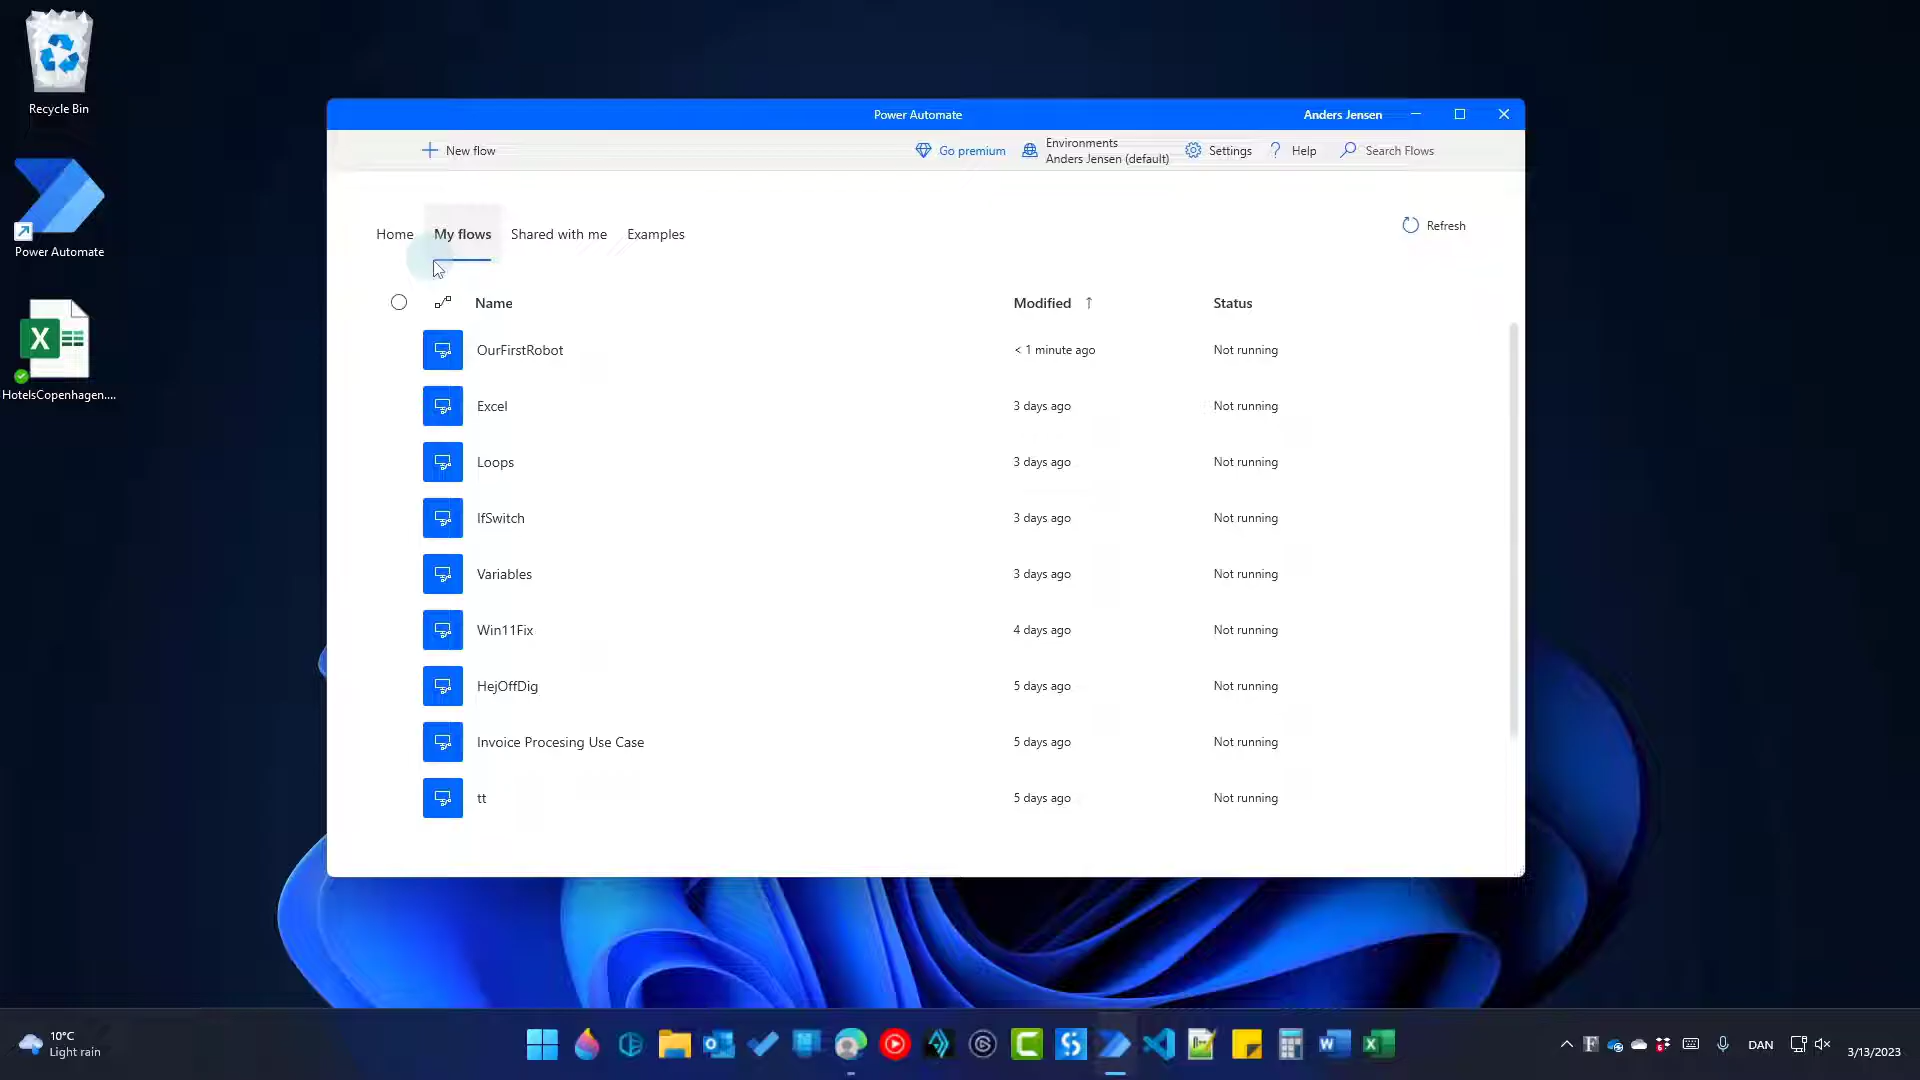 Recycle Bin
Power Automate
HotelsCopenhagen....
Power Automate
Anders Jensen
New flow
Go premium
Environments
Anders Jensen (default)
Settings
Help
Search Flows
Home
My flows
Shared with me
Examples
Refresh
Name
Modified
Status
OurFirstRobot
< 1 minute ago
Not running
Excel
3 days ago
Not running
Loops
3 days ago
Not running
IfSwitch
3 days ago
Not running
Variables
3 days ago
Not running
Win11Fix
4 days ago
Not running
HejOffDig
5 days ago
Not running
Invoice Procesing Use Case
5 days ago
Not running
tt
5 days ago
Not running
10°C
Light rain
DAN
3/13/2023